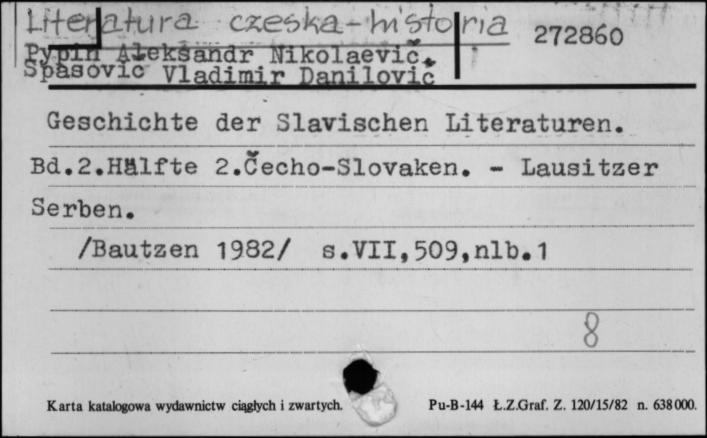 Literatura czeska-historia 272860
Pypin Aleksandr Nikolaevič,
Spasovič Vladimir Danilovič
Geschichte der Slavischen Literaturen.
Bd.2.Hälfte 2.Čecho-Slovaken. - Lausitzer
Serben.
/Bautzen 1982/ s.VII,509,nlb.1
8
Karta katalogowa wydawnictw ciągłych i zwartych. Pu-B-144 Ł.Z.Graf. Z. 120/15/82 n. 638000.